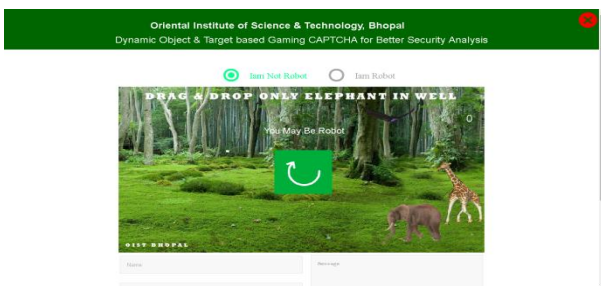 Oriental Institute of Science & Technology, Bhopal
Dynamic Object & Target based Gaming CAPTCHA for Better Security Analysis
Iam Not Robot Iam Robot
DRAG & DROP ONLY ELEPHANT IN WELL
0
You May Be Robot
OIST BHOPAL
Name
Message